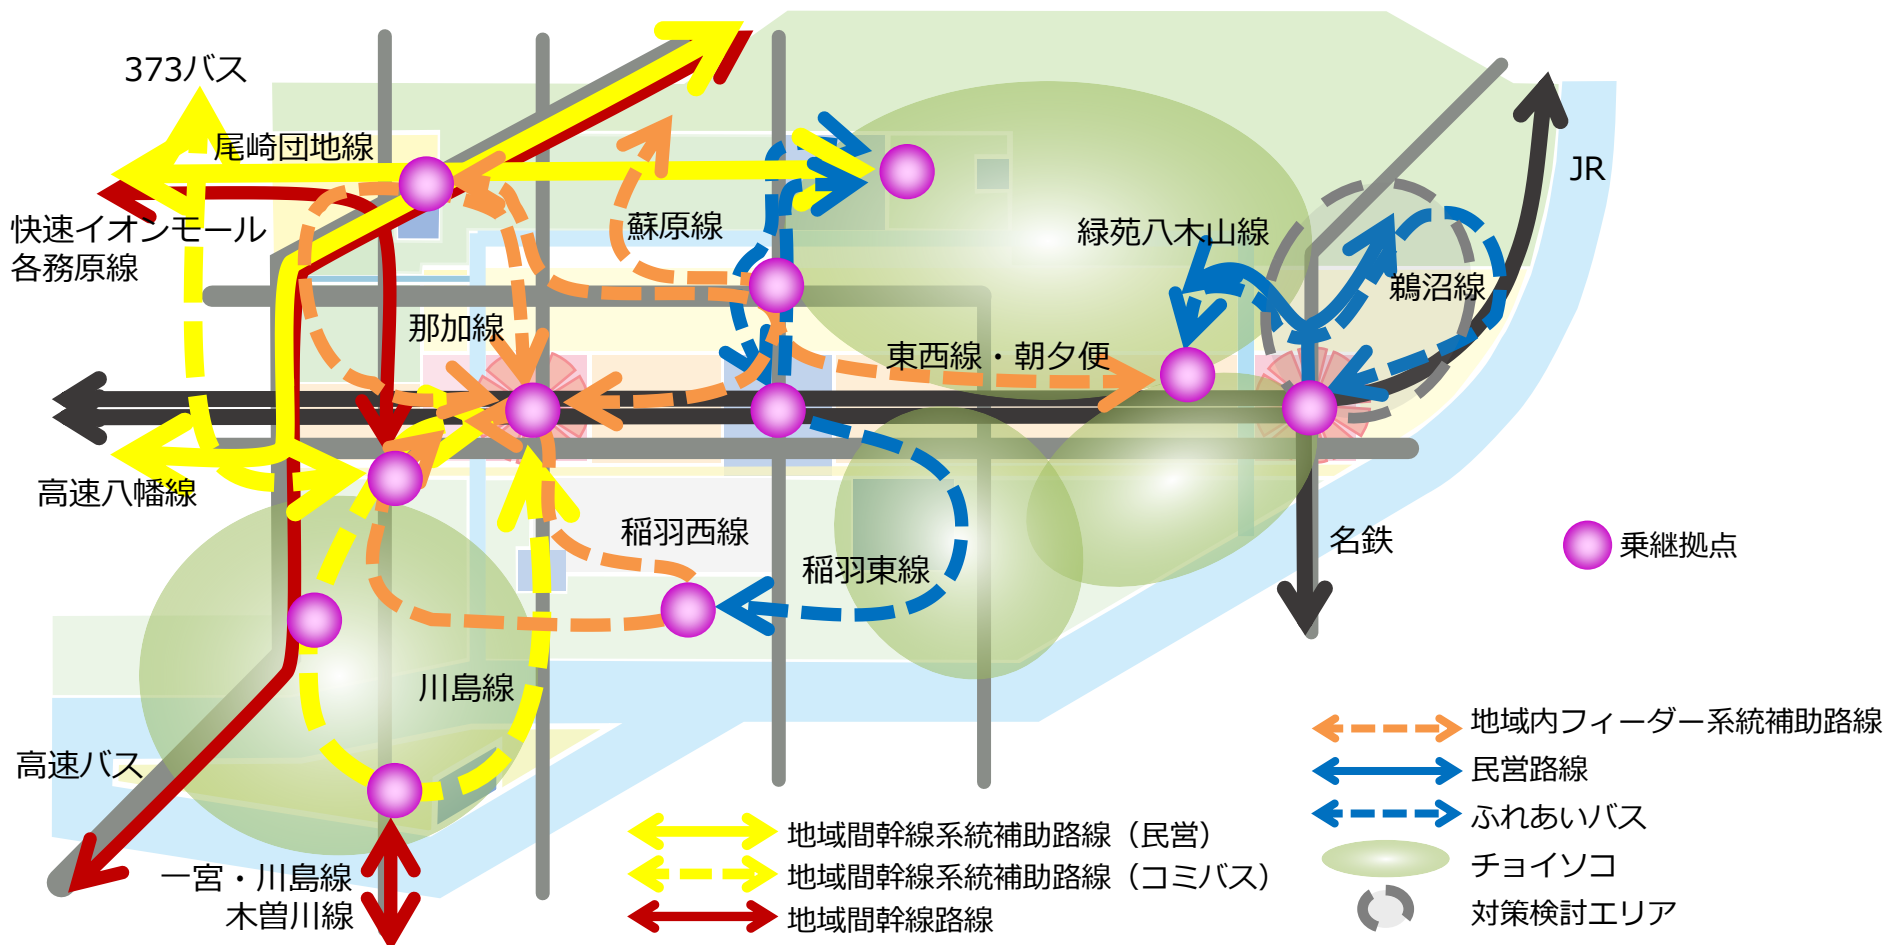 373バス
尾崎団地線
快速イオンモール
各務原線
蘇原線
緑苑八木山線
JR
鵜沼線
那加線
東西線・朝夕便
高速八幡線
稲羽西線
稲羽東線
名鉄
乗継拠点
川島線
高速バス
一宮・川島線
木曽川線
地域間幹線系統補助路線（民営）
地域間幹線系統補助路線（コミバス）
地域間幹線路線
地域内フィーダー系統補助路線
民営路線
ふれあいバス
チョイソコ
対策検討エリア